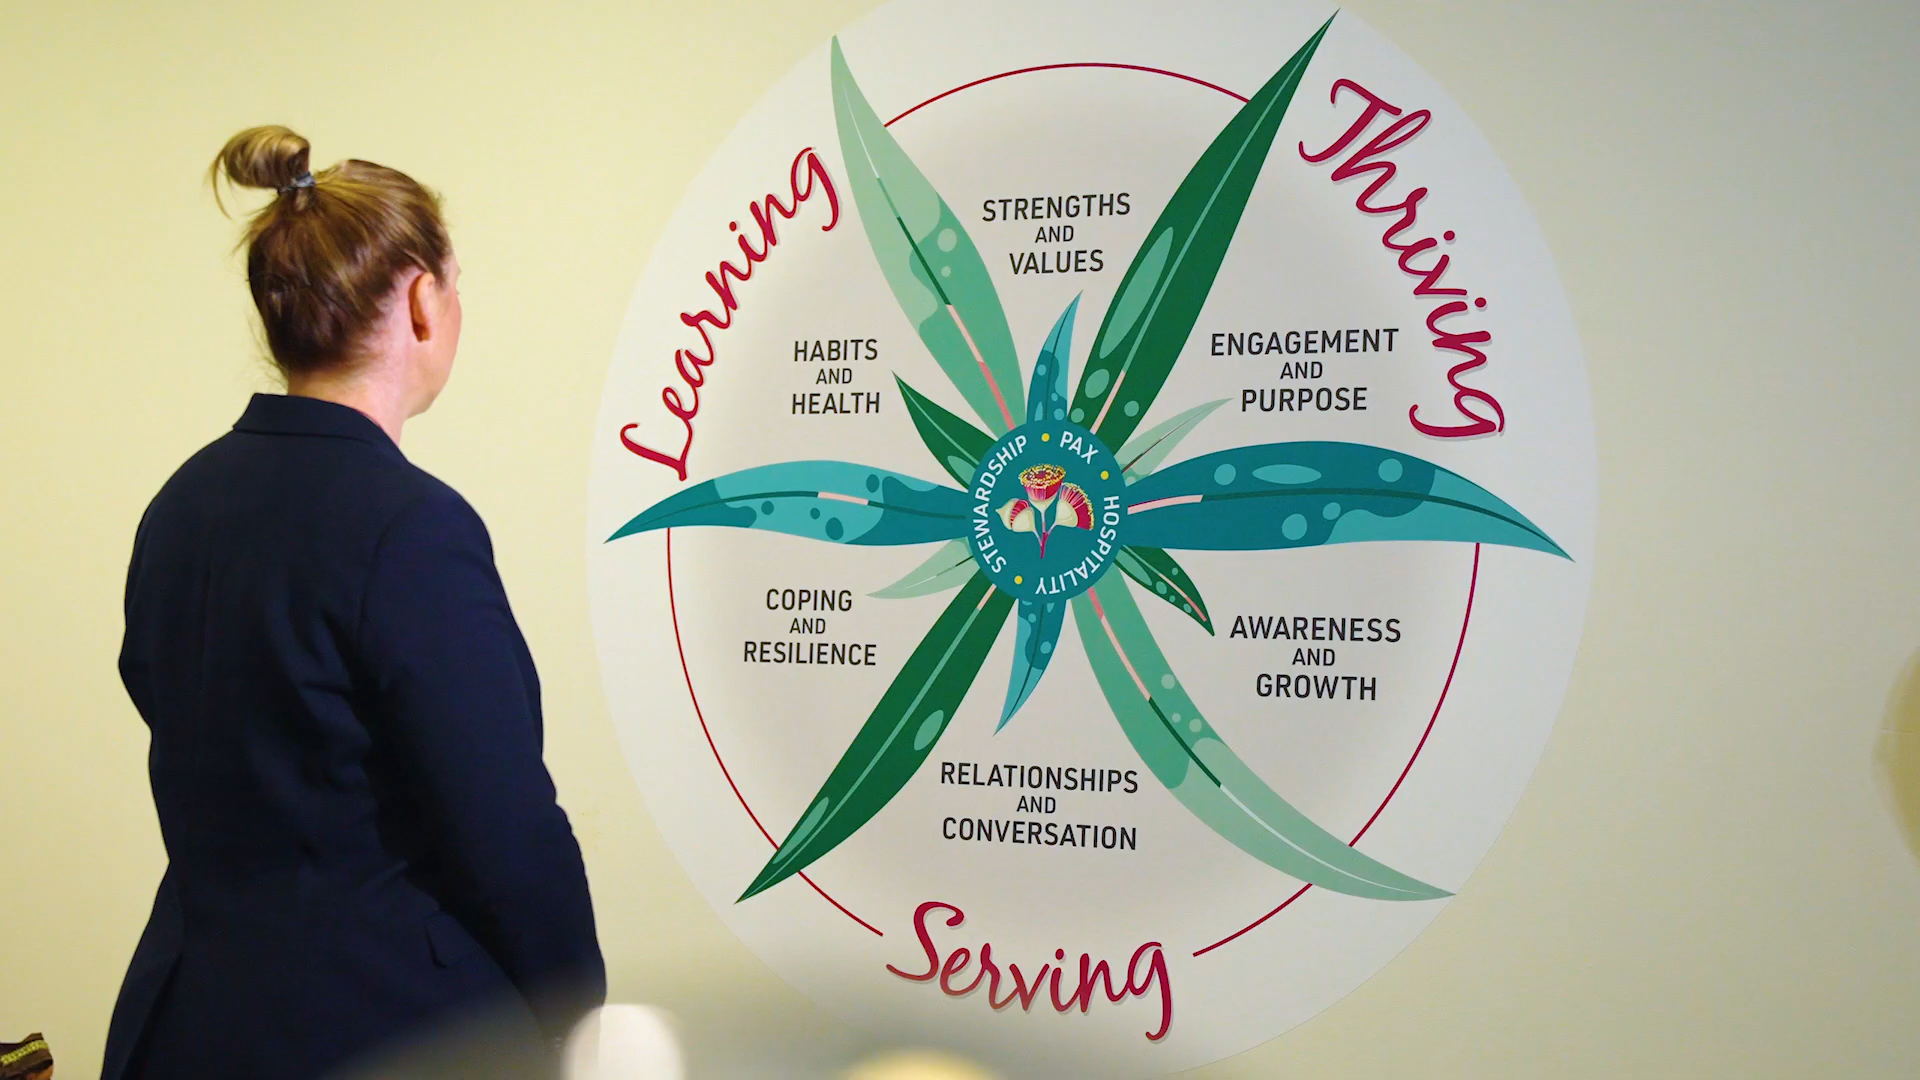 Learning
Thriving
STRENGTHS
AND
VALUES
HABITS
AND
HEALTH
ENGAGEMENT
AND
PURPOSE
STEWARDSHIP • PAX • HOSPITALITY •
COPING
AND
RESILIENCE
AWARENESS
AND
GROWTH
RELATIONSHIPS
AND
CONVERSATION
Serving